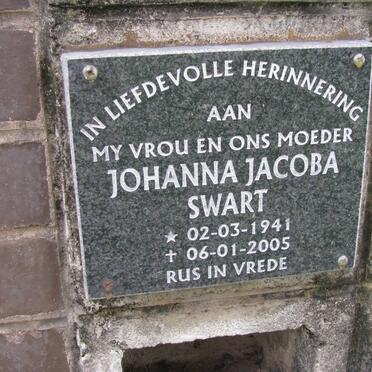 IN LIEFDEVOLLE HERINNERING
AAN
MY VROU EN ONS MOEDER
JOHANNA JACOBA
SWART
★ 02-03-1941
† 06-01-2005
RUS IN VREDE